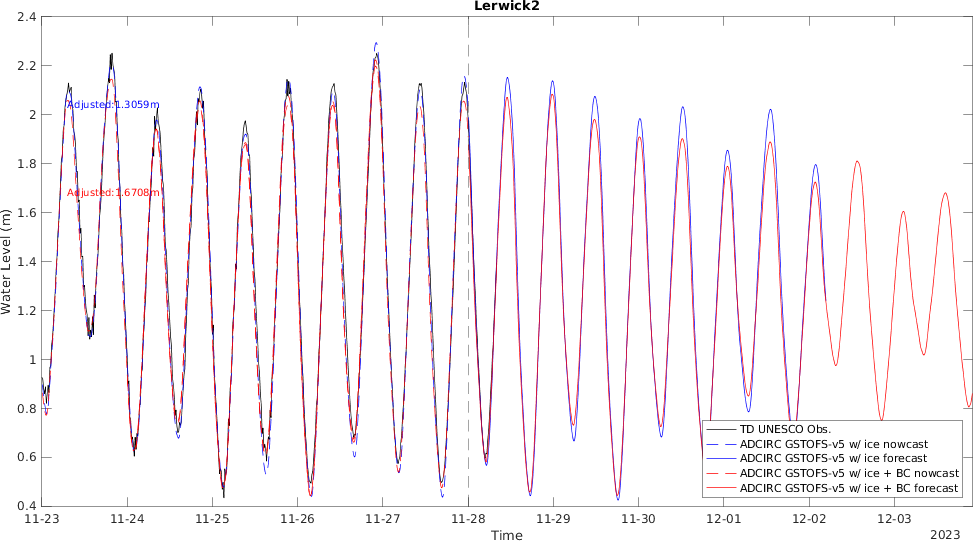 Lerwick2
2.4
2.2
2
1.8
1.6
1.4
1.2
1
0.8
0.6
0.4
Water Level (m)
Adjusted:1.3059m
Adjusted:1.6708m
TD UNESCO Obs.
ADCIRC GSTOFS-v5 w/ ice nowcast
ADCIRC GSTOFS-v5 w/ ice forecast
ADCIRC GSTOFS-v5 w/ ice + BC nowcast
ADCIRC GSTOFS-v5 w/ ice + BC forecast
11-23 11-24 11-25 11-26 11-27 11-28 11-29 11-30 12-01 12-02 12-03
Time
2023